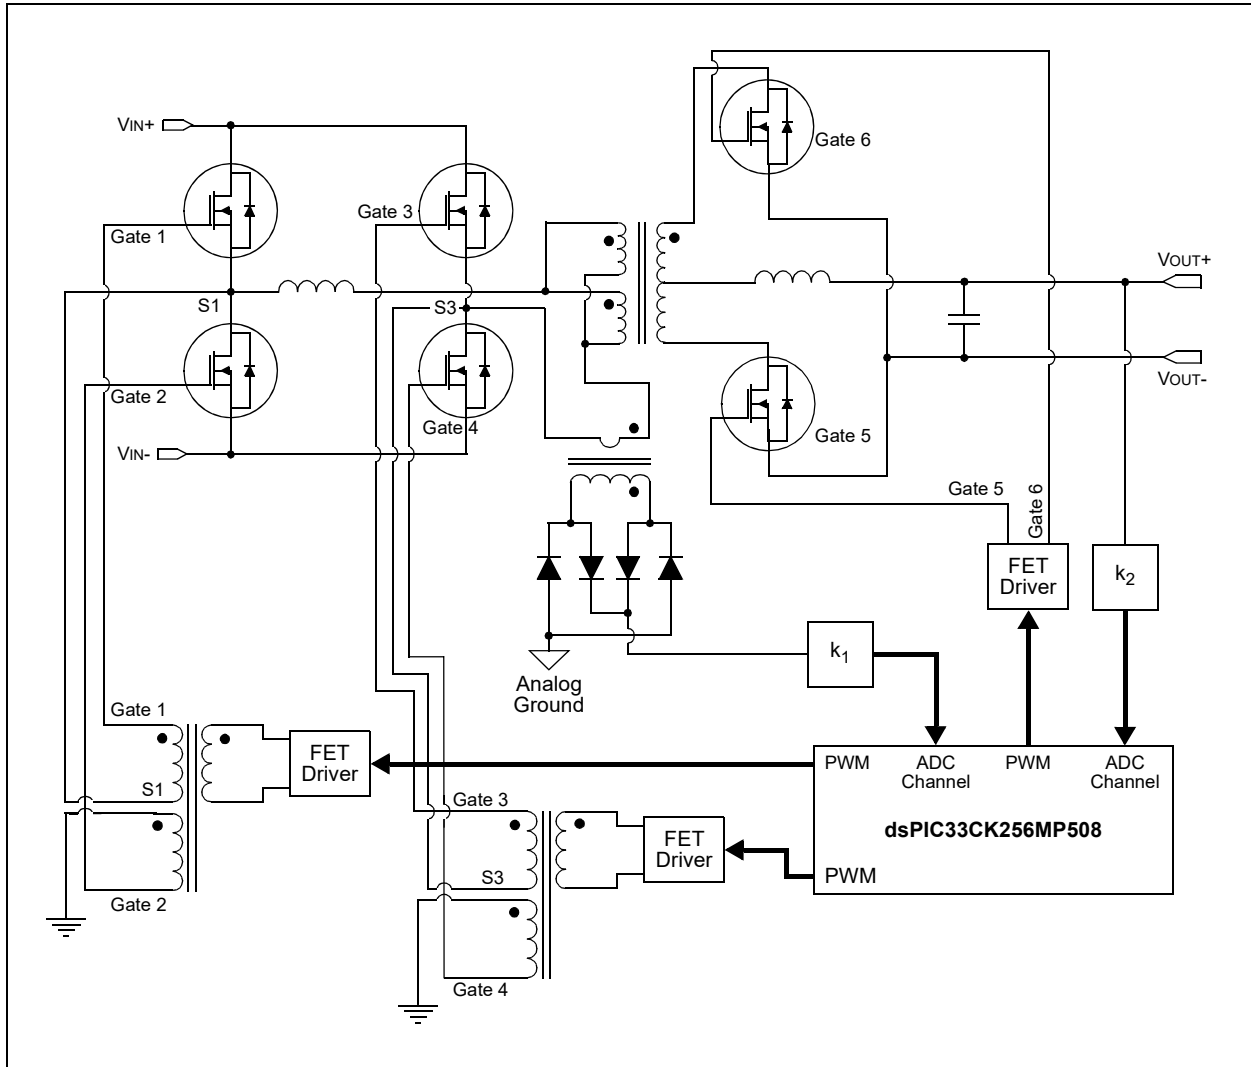 VIN+
Gate 1
S1
Gate 2
VIN-
Gate 3
S3
Gate 4
Gate 6
VOUT+
VOUT-
Gate 5
Gate 5
Gate 6
FET
Driver
k2
k1
Analog
Ground
Gate 1
S1
Gate 2
FET
Driver
Gate 3
S3
Gate 4
FET
Driver
PWM
ADC
Channel
PWM
ADC
Channel
dsPIC33CK256MP508
PWM